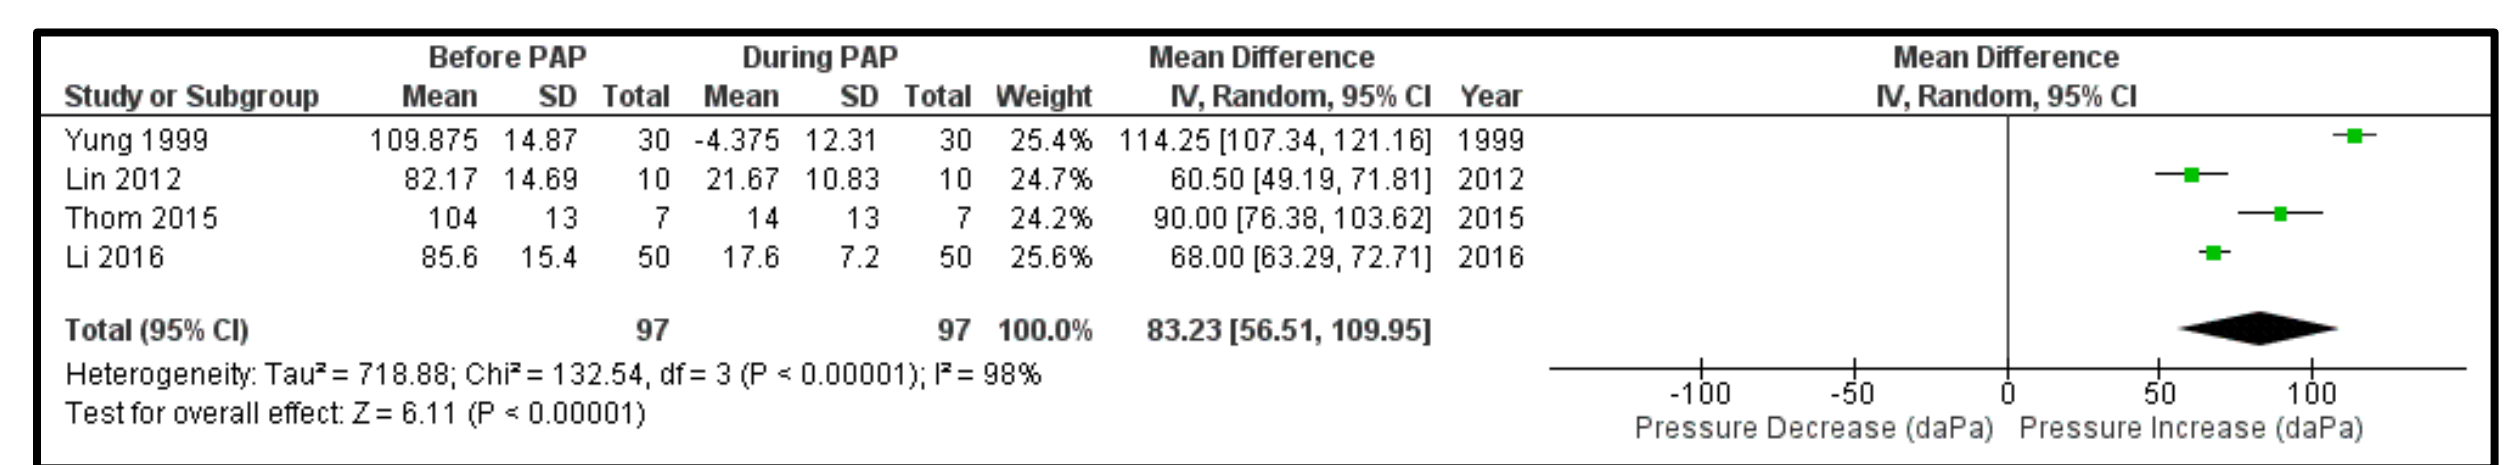 Before PAP During PAP Mean Difference Mean Difference
Study or Subgroup Mean SD Total Mean SD Total Weight IV, Random, 95% CI Year IV, Random, 95% CI
Yung 1999 109.875 14.87 30 -4.375 12.31 30 25.4% 114.25 [107.34, 121.16] 1999
Lin 2012 82.17 14.69 10 21.67 10.83 10 24.7% 60.50 [49.19, 71.81] 2012
Thom 2015 104 13 7 14 13 7 24.2% 90.00 [76.38, 103.62] 2015
Li 2016 85.6 15.4 50 17.6 7.2 50 25.6% 68.00 [63.29, 72.71] 2016
Total (95% CI) 97 97 100.0% 83.23 [56.51, 109.95]
Heterogeneity: Tau² = 718.88; Chi² = 132.54, df = 3 (P < 0.00001); I² = 98%
Test for overall effect: Z = 6.11 (P < 0.00001)
-100 -50 0 50 100
Pressure Decrease (daPa) Pressure Increase (daPa)